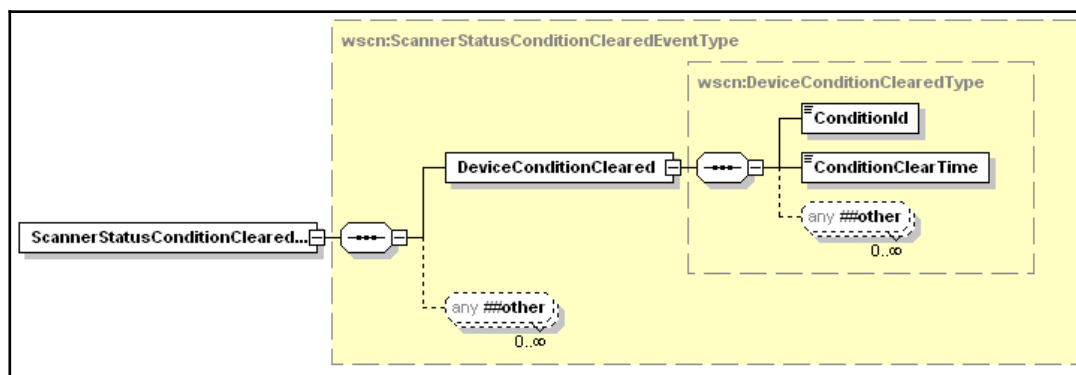 wscn:ScannerStatusConditionClearedEventType
wscn:DeviceConditionClearedType
ConditionId
DeviceConditionCleared
ConditionClearTime
any ##other
0..∞
ScannerStatusConditionCleared...
any ##other
0..∞